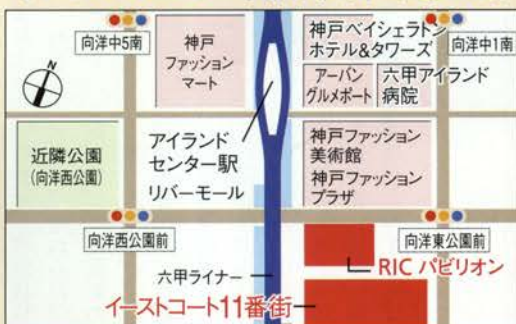 向洋中5南
神戸
ファッション
マート
神戸ベイシェラトン
ホテル&タワーズ
向洋中1南
N
アーバン
グルメポート
六甲アイランド
病院
近隣公園
(向洋西公園)
アイランド
センター駅
リバーモール
神戸ファッション
美術館
神戸ファッション
プラザ
向洋西公園前
向洋東公園前
六甲ライナー
RIC パビリオン
イーストコート11番街